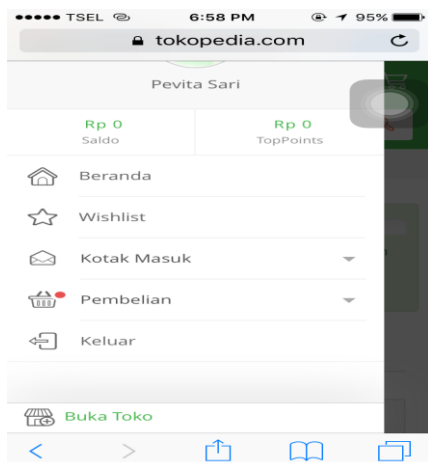 TSEL 6:58 PM 95%
tokopedia.com
Pevita Sari
Rp 0 Rp 0
Saldo TopPoints
Beranda
Wishlist
Kotak Masuk
Pembelian
Keluar
Buka Toko